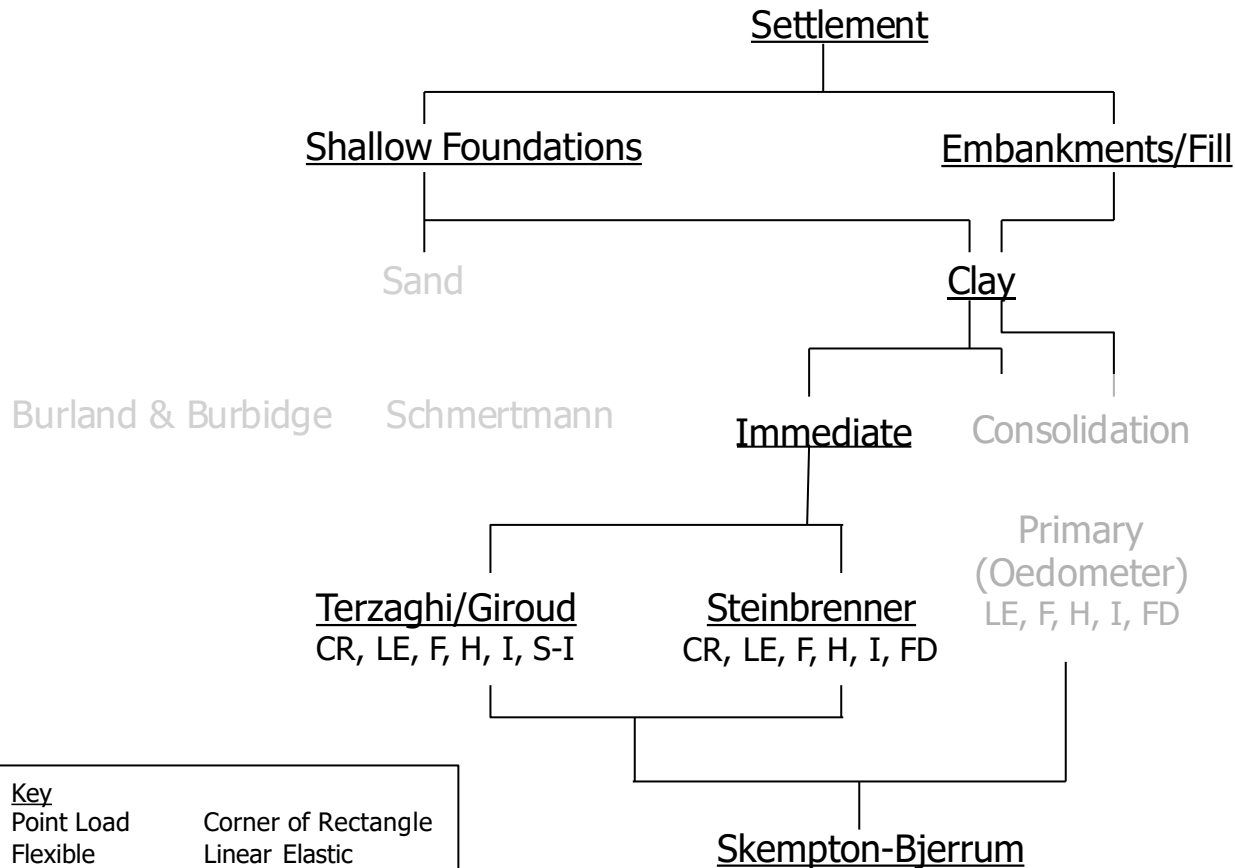 Settlement
Shallow Foundations
Embankments/Fill
Sand
Clay
Burland & Burbidge
Schmertmann
Immediate
Consolidation
Primary
(Oedometer)
LE, F, H, I, FD
Terzaghi/Giroud
CR, LE, F, H, I, S-I
Steinbrenner
CR, LE, F, H, I, FD
Key
Point Load Corner of Rectangle
Flexible Linear Elastic
Skempton-Bjerrum